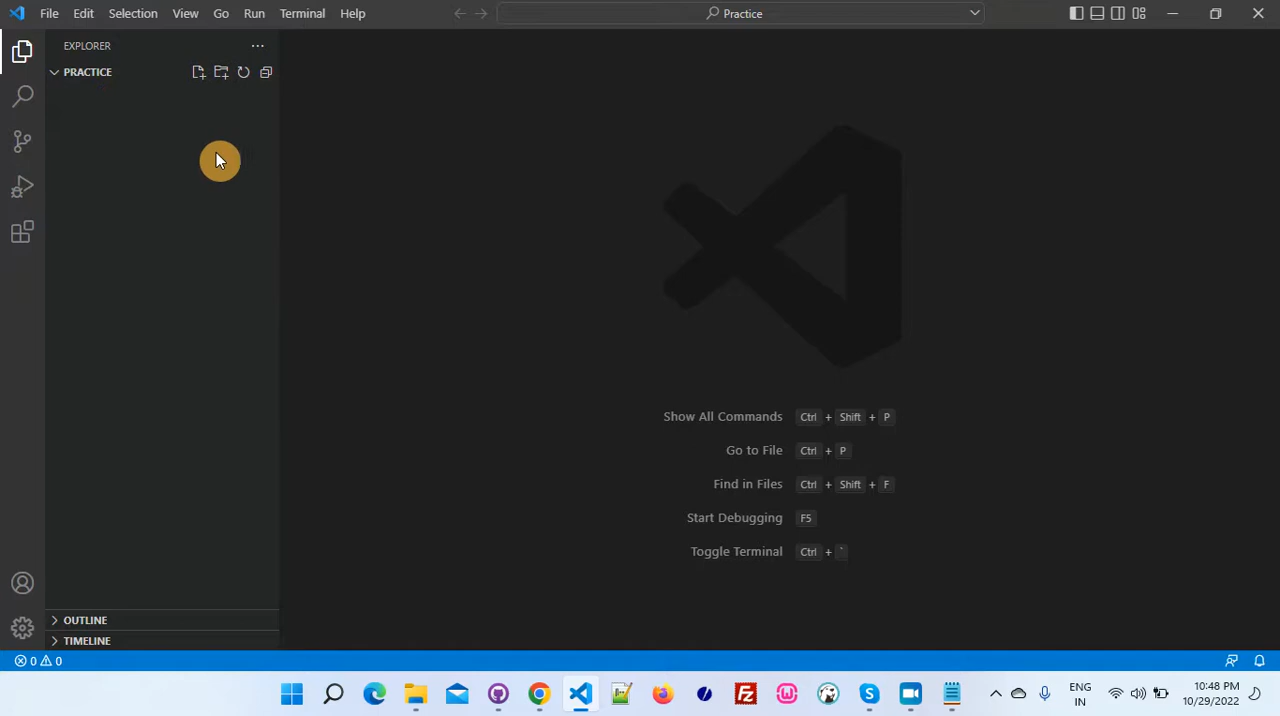 File Edit Selection View Go Run Terminal Help
Practice
EXPLORER
PRACTICE
Show All Commands Ctrl + Shift + P
Go to File Ctrl + P
Find in Files Ctrl + Shift + F
Start Debugging F5
Toggle Terminal Ctrl + `
OUTLINE
TIMELINE
0 0
ENG
IN
10:48 PM
10/29/2022